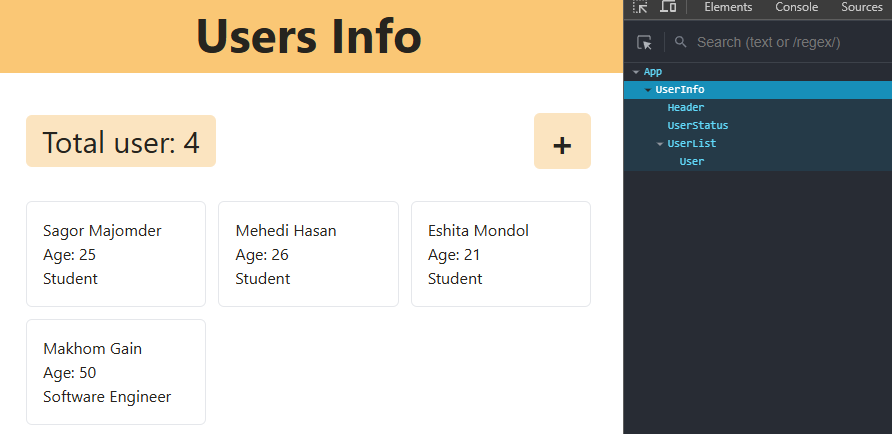 Users Info
Total user: 4
+
Sagor Majomder
Age: 25
Student
Mehedi Hasan
Age: 26
Student
Eshita Mondol
Age: 21
Student
Makhom Gain
Age: 50
Software Engineer
Elements Console Sources
Search (text or /regex/)
App
UserInfo
Header
UserStatus
UserList
User